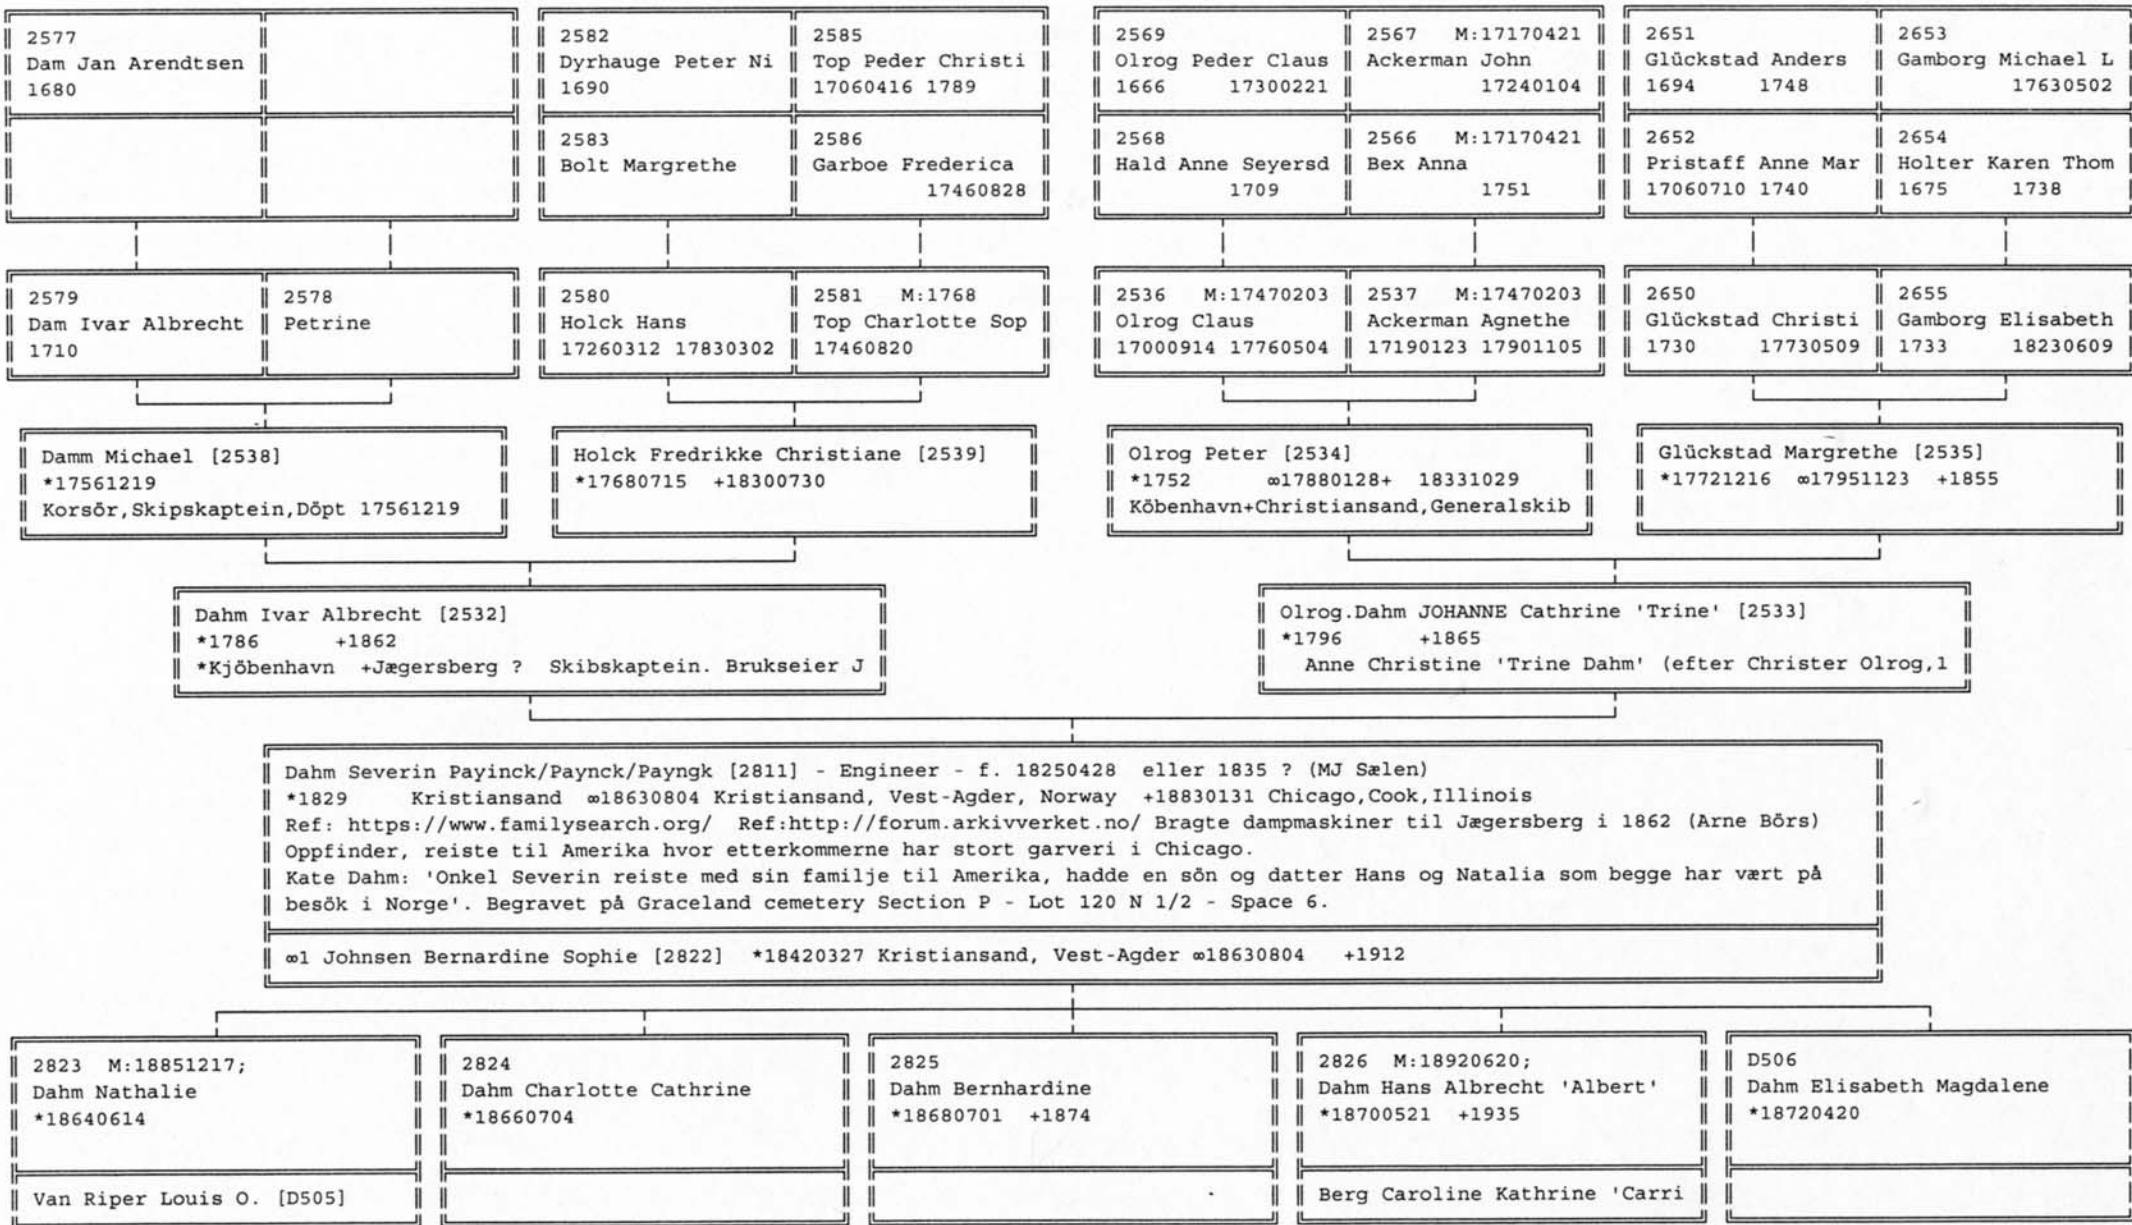 2577
Dam Jan Arendtsen
1680
2582
Dyrhauge Peter Ni
1690
2585
Top Peder Christi
17060416 1789
2583
Bolt Margrethe
2586
Garboe Frederica
17460828
2569
Olrog Peder Claus
1666 17300221
2567 M:17170421
Ackerman John
17240104
2568
Hald Anne Seyersd
1709
2566 M:17170421
Bex Anna
1751
2651
Glückstad Anders
1694 1748
2653
Gamborg Michael L
17630502
2652
Pristaff Anne Mar
17060710 1740
2654
Holter Karen Thom
1675 1738
2579
Dam Ivar Albrecht
1710
2578
Petrine
2580
Holck Hans
17260312 17830302
2581 M:1768
Top Charlotte Sop
17460820
2536 M:17470203
Olrog Claus
17000914 17760504
2537 M:17470203
Ackerman Agnethe
17190123 17901105
2650
Glückstad Christi
1730 17730509
2655
Gamborg Elisabeth
1733 18230609
Damm Michael [2538]
*17561219
Korsör,Skipskaptein,Döpt 17561219
Holck Fredrikke Christiane [2539]
*17680715 +18300730
Olrog Peter [2534]
*1752 ∞17880128+ 18331029
Köbenhavn+Christiansand,Generalskib
Glückstad Margrethe [2535]
*17721216 ∞17951123 +1855
Dahm Ivar Albrecht [2532]
*1786 +1862
*Kjöbenhavn +Jægersberg ? Skibskaptein. Brukseier J
Olrog.Dahm JOHANNE Cathrine 'Trine' [2533]
*1796 +1865
Anne Christine 'Trine Dahm' (efter Christer Olrog,1
Dahm Severin Payinck/Paynck/Payngk [2811] - Engineer - f. 18250428 eller 1835 ? (MJ Sælen)
*1829 Kristiansand ∞18630804 Kristiansand, Vest-Agder, Norway +18830131 Chicago,Cook,Illinois
Ref: https://www.familysearch.org/ Ref:http://forum.arkivverket.no/ Bragte dampmaskiner til Jægersberg i 1862 (Arne Börs)
Oppfinder, reiste til Amerika hvor etterkommerne har stort garveri i Chicago.
Kate Dahm: 'Onkel Severin reiste med sin familje til Amerika, hadde en sön og datter Hans og Natalia som begge har vært på
besök i Norge'. Begravet på Graceland cemetery Section P - Lot 120 N 1/2 - Space 6.
∞1 Johnsen Bernardine Sophie [2822] *18420327 Kristiansand, Vest-Agder ∞18630804 +1912
2823 M:18851217;
Dahm Nathalie
*18640614
Van Riper Louis O. [D505]
2824
Dahm Charlotte Cathrine
*18660704
2825
Dahm Bernhardine
*18680701 +1874
2826 M:18920620;
Dahm Hans Albrecht 'Albert'
*18700521 +1935
Berg Caroline Kathrine 'Carri
D506
Dahm Elisabeth Magdalene
*18720420